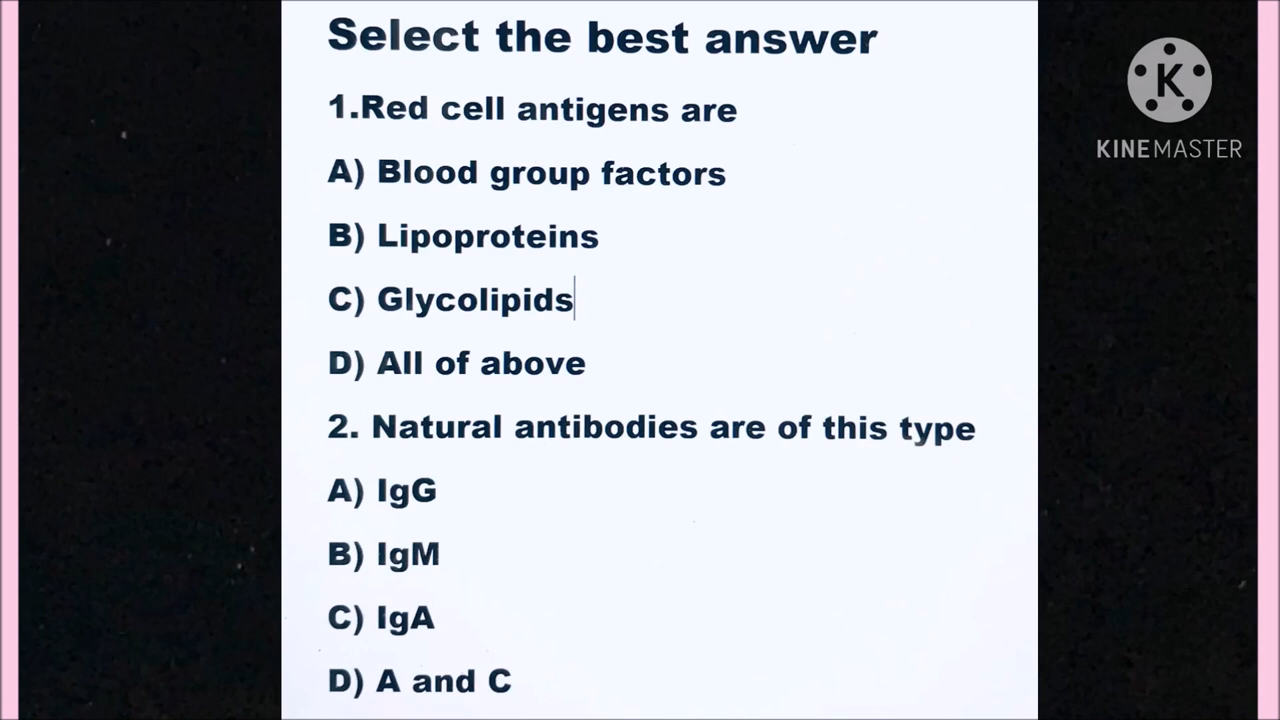 Select the best answer
1.Red cell antigens are
A) Blood group factors
B) Lipoproteins
C) Glycolipids
D) All of above
2. Natural antibodies are of this type
A) IgG
B) IgM
C) IgA
D) A and C
K
KINEMASTER